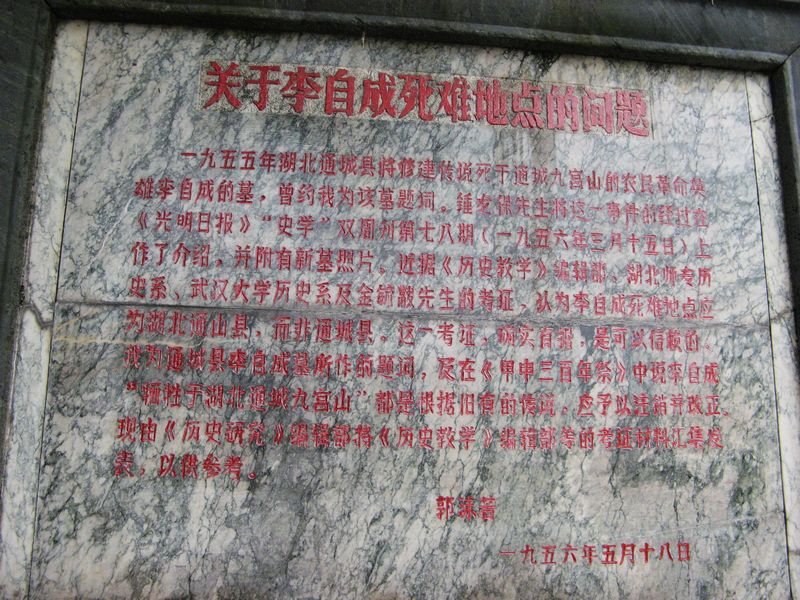 关于李自成死难地点的问题
一九五五年湖北通城县将修建传说死于通城九宫山的农民革命英
雄李自成的墓，曾约我为该墓题词。锺龙保先生将这一事件的经过在
《光明日报》“史学”双周刊第七八湖（一九五六年三月十五日）上
作了介绍，并附有新墓照片。近据《历史教学》编辑部、湖北师专历
史系、武汉大学历史系及金毓黻先生的考证，认为李自成死难地点应
为湖北通山县，而非通城县。这一考证，确实有据，是可以信赖的。
我为通城县李自成墓所作的题词，及在《甲申三百年祭》中说李自成
“牺牲于湖北通城九宫山”都是根据旧有的传说，应予以注销并改正。
现由《历史研究》编辑部将《历史教学》编辑部等的考证材料汇集发
表，以供参考。
郭沫若
一九五六年五月十八日